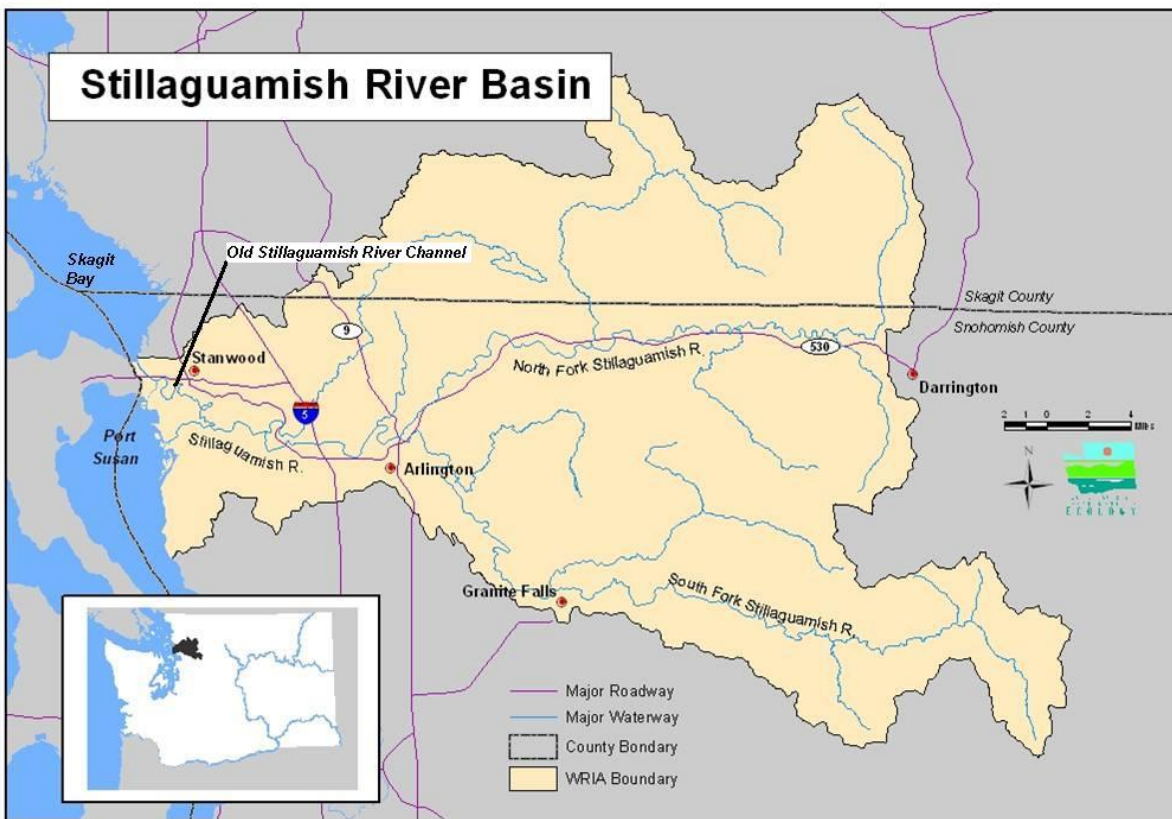 Stillaguamish River Basin
Old Stillaguamish River Channel
Skagit
Bay
Skagit County
Snohomish County
9
530
Stanwood
North Fork Stillaguamish R
Darrington
5
2 1 0 2 4
Miles
Port
Susan
Stillaguamish R.
Arlington
N
ECOLOGY
Granite Falls
South Fork Stillaguamish R.
Major Roadway
Major Waterway
County Bondary
WRIA Boundary